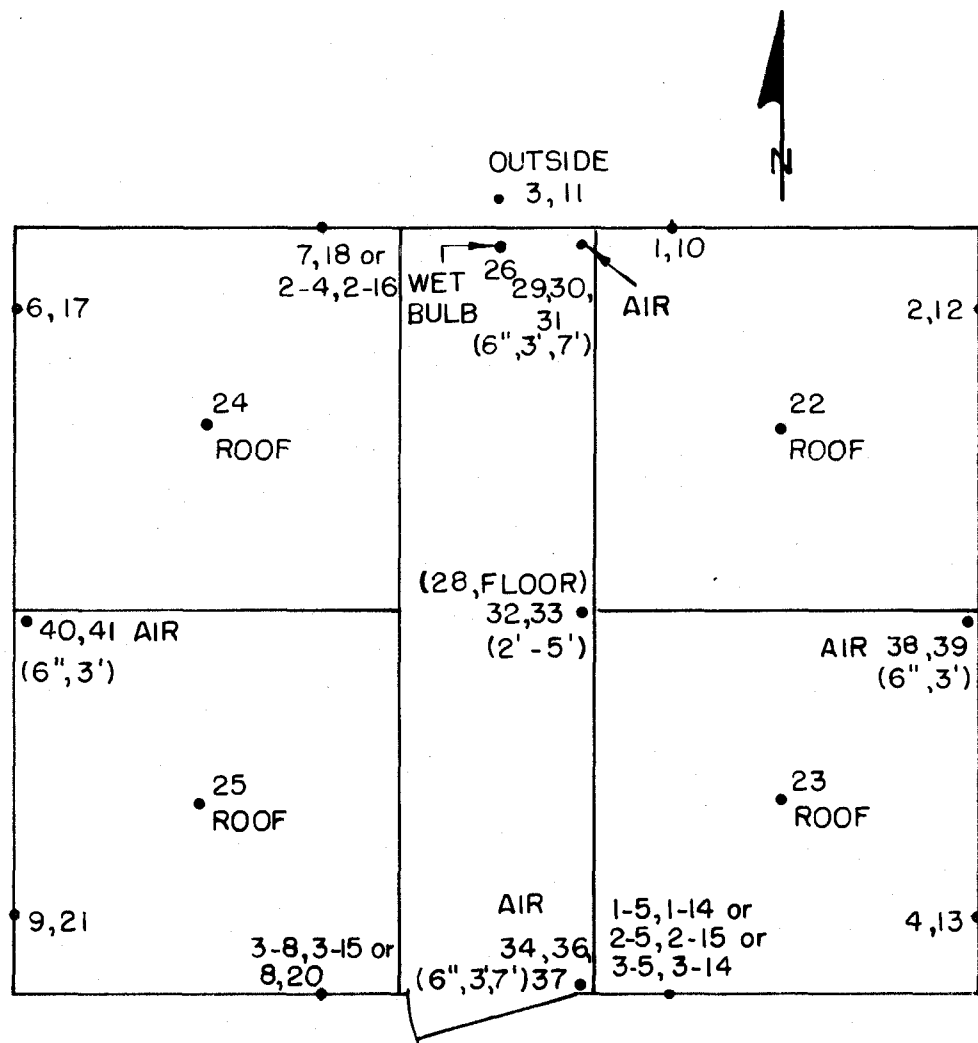 N
OUTSIDE
3, 11
7, 18 or
2-4, 2-16
WET
BULB
26
29, 30,
31
(6", 3', 7')
AIR
1, 10
6, 17
2, 12
24
ROOF
22
ROOF
(28, FLOOR)
32, 33
(2' - 5')
40, 41 AIR
(6", 3')
AIR 38, 39
(6", 3')
25
ROOF
23
ROOF
9, 21
3-8, 3-15 or
8, 20
AIR
34, 36,
(6", 3', 7') 37
1-5, 1-14 or
2-5, 2-15 or
3-5, 3-14
4, 13